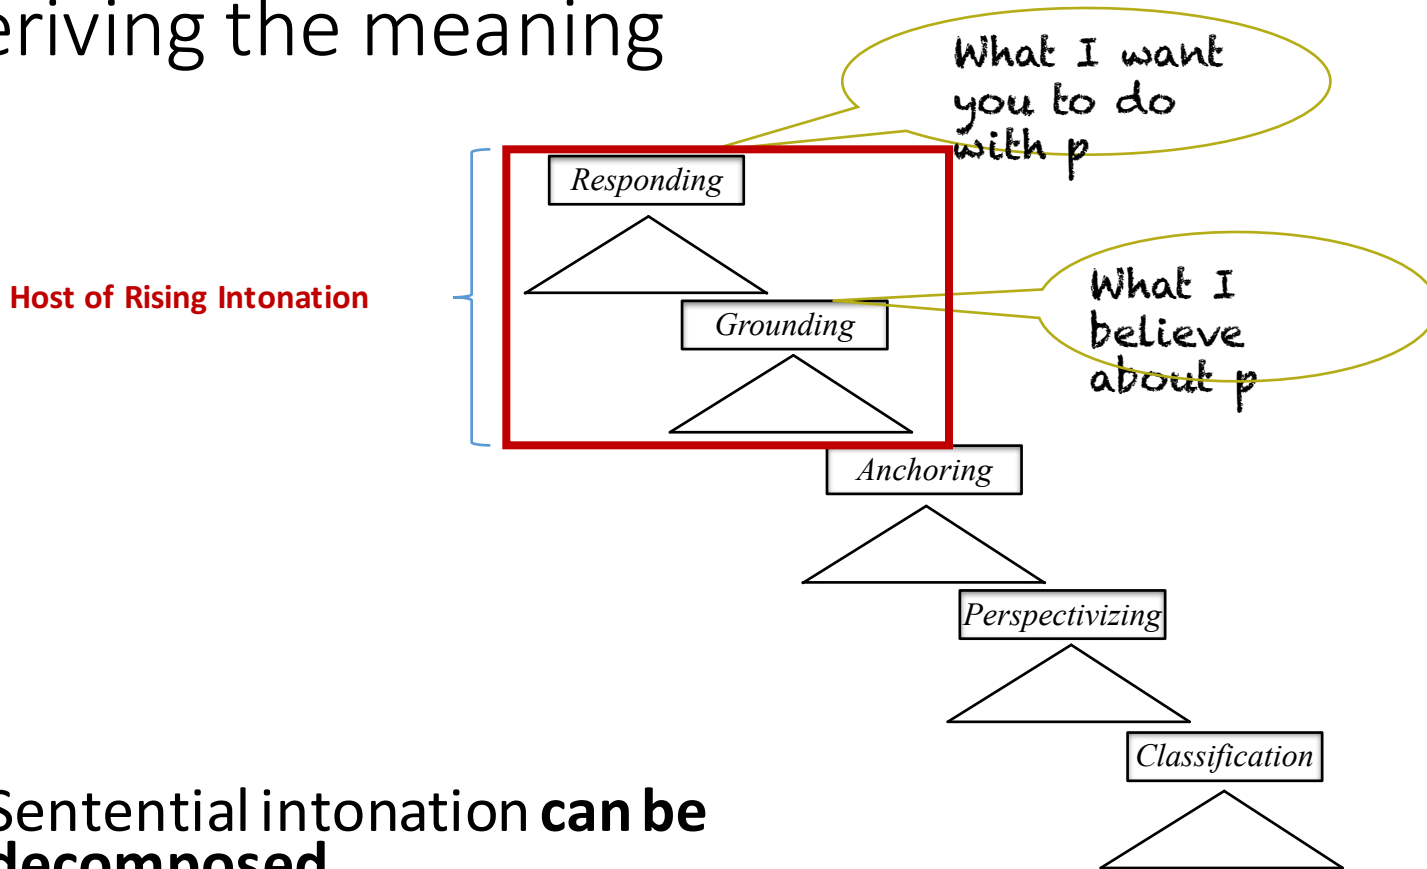 eriving the meaning
What I want
you to do
with p
Responding
Host of Rising Intonation
Grounding
What I
believe
about p
Anchoring
Perspectivizing
Classification
Sentential intonation can be
decomposed